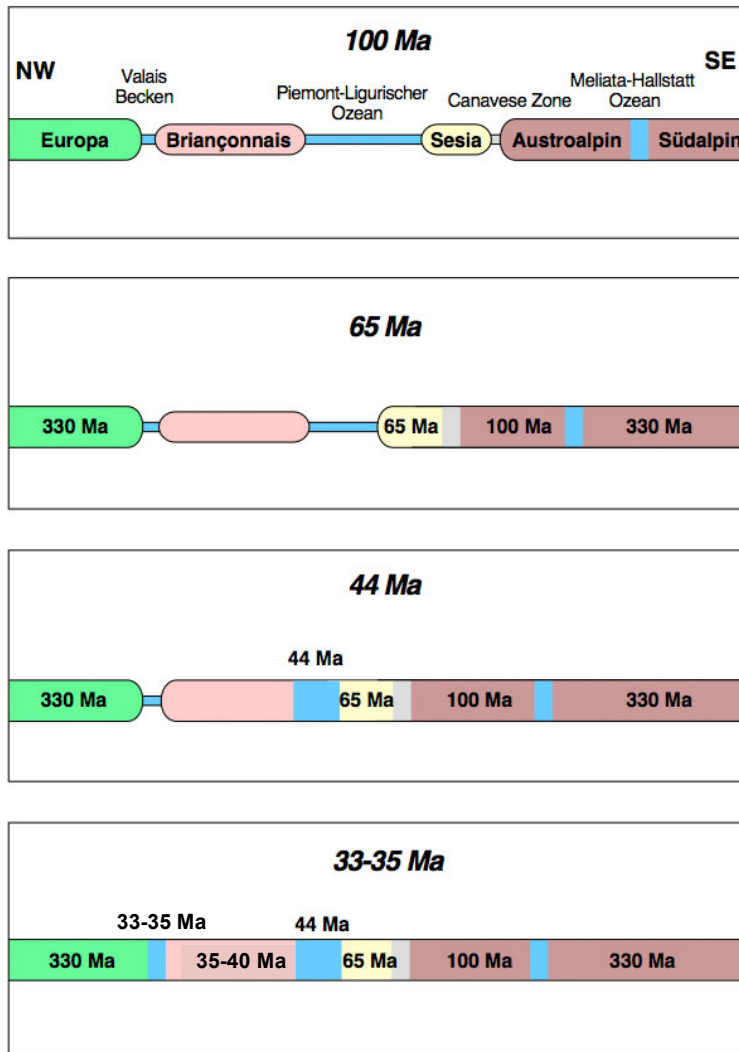 100 Ma
NW
SE
Valais
Becken
Piemont-Ligurischer
Ozean
Canavese Zone
Meliata-Hallstatt
Ozean
Europa
Briançonnais
Sesia
Austroalpin
Südalpin
65 Ma
330 Ma
65 Ma
100 Ma
330 Ma
44 Ma
44 Ma
330 Ma
65 Ma
100 Ma
330 Ma
33-35 Ma
33-35 Ma
44 Ma
330 Ma
35-40 Ma
65 Ma
100 Ma
330 Ma